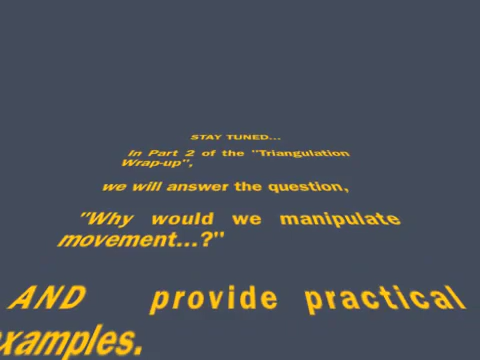 STAY TUNED...
In Part 2 of the "Triangulation
Wrap-up",
we will answer the question,
"Why would we manipulate
movement...?"
AND provide practical
examples.